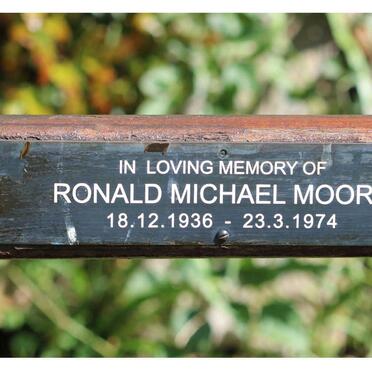 IN LOVING MEMORY OF
RONALD MICHAEL MOOR
18.12.1936 - 23.3.1974